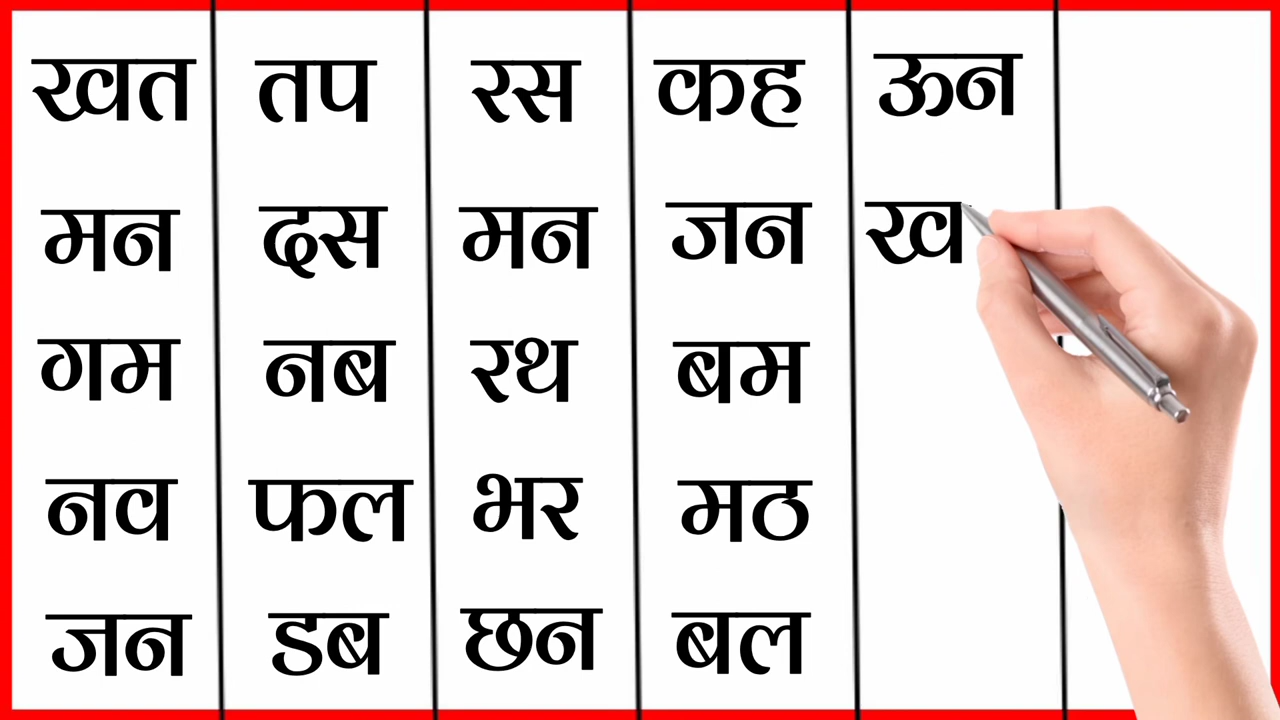 खत तप रस कह ऊन
मन दस मन जन ख
गम नब रथ बम
नव फल भर मठ
जन डब छन बल